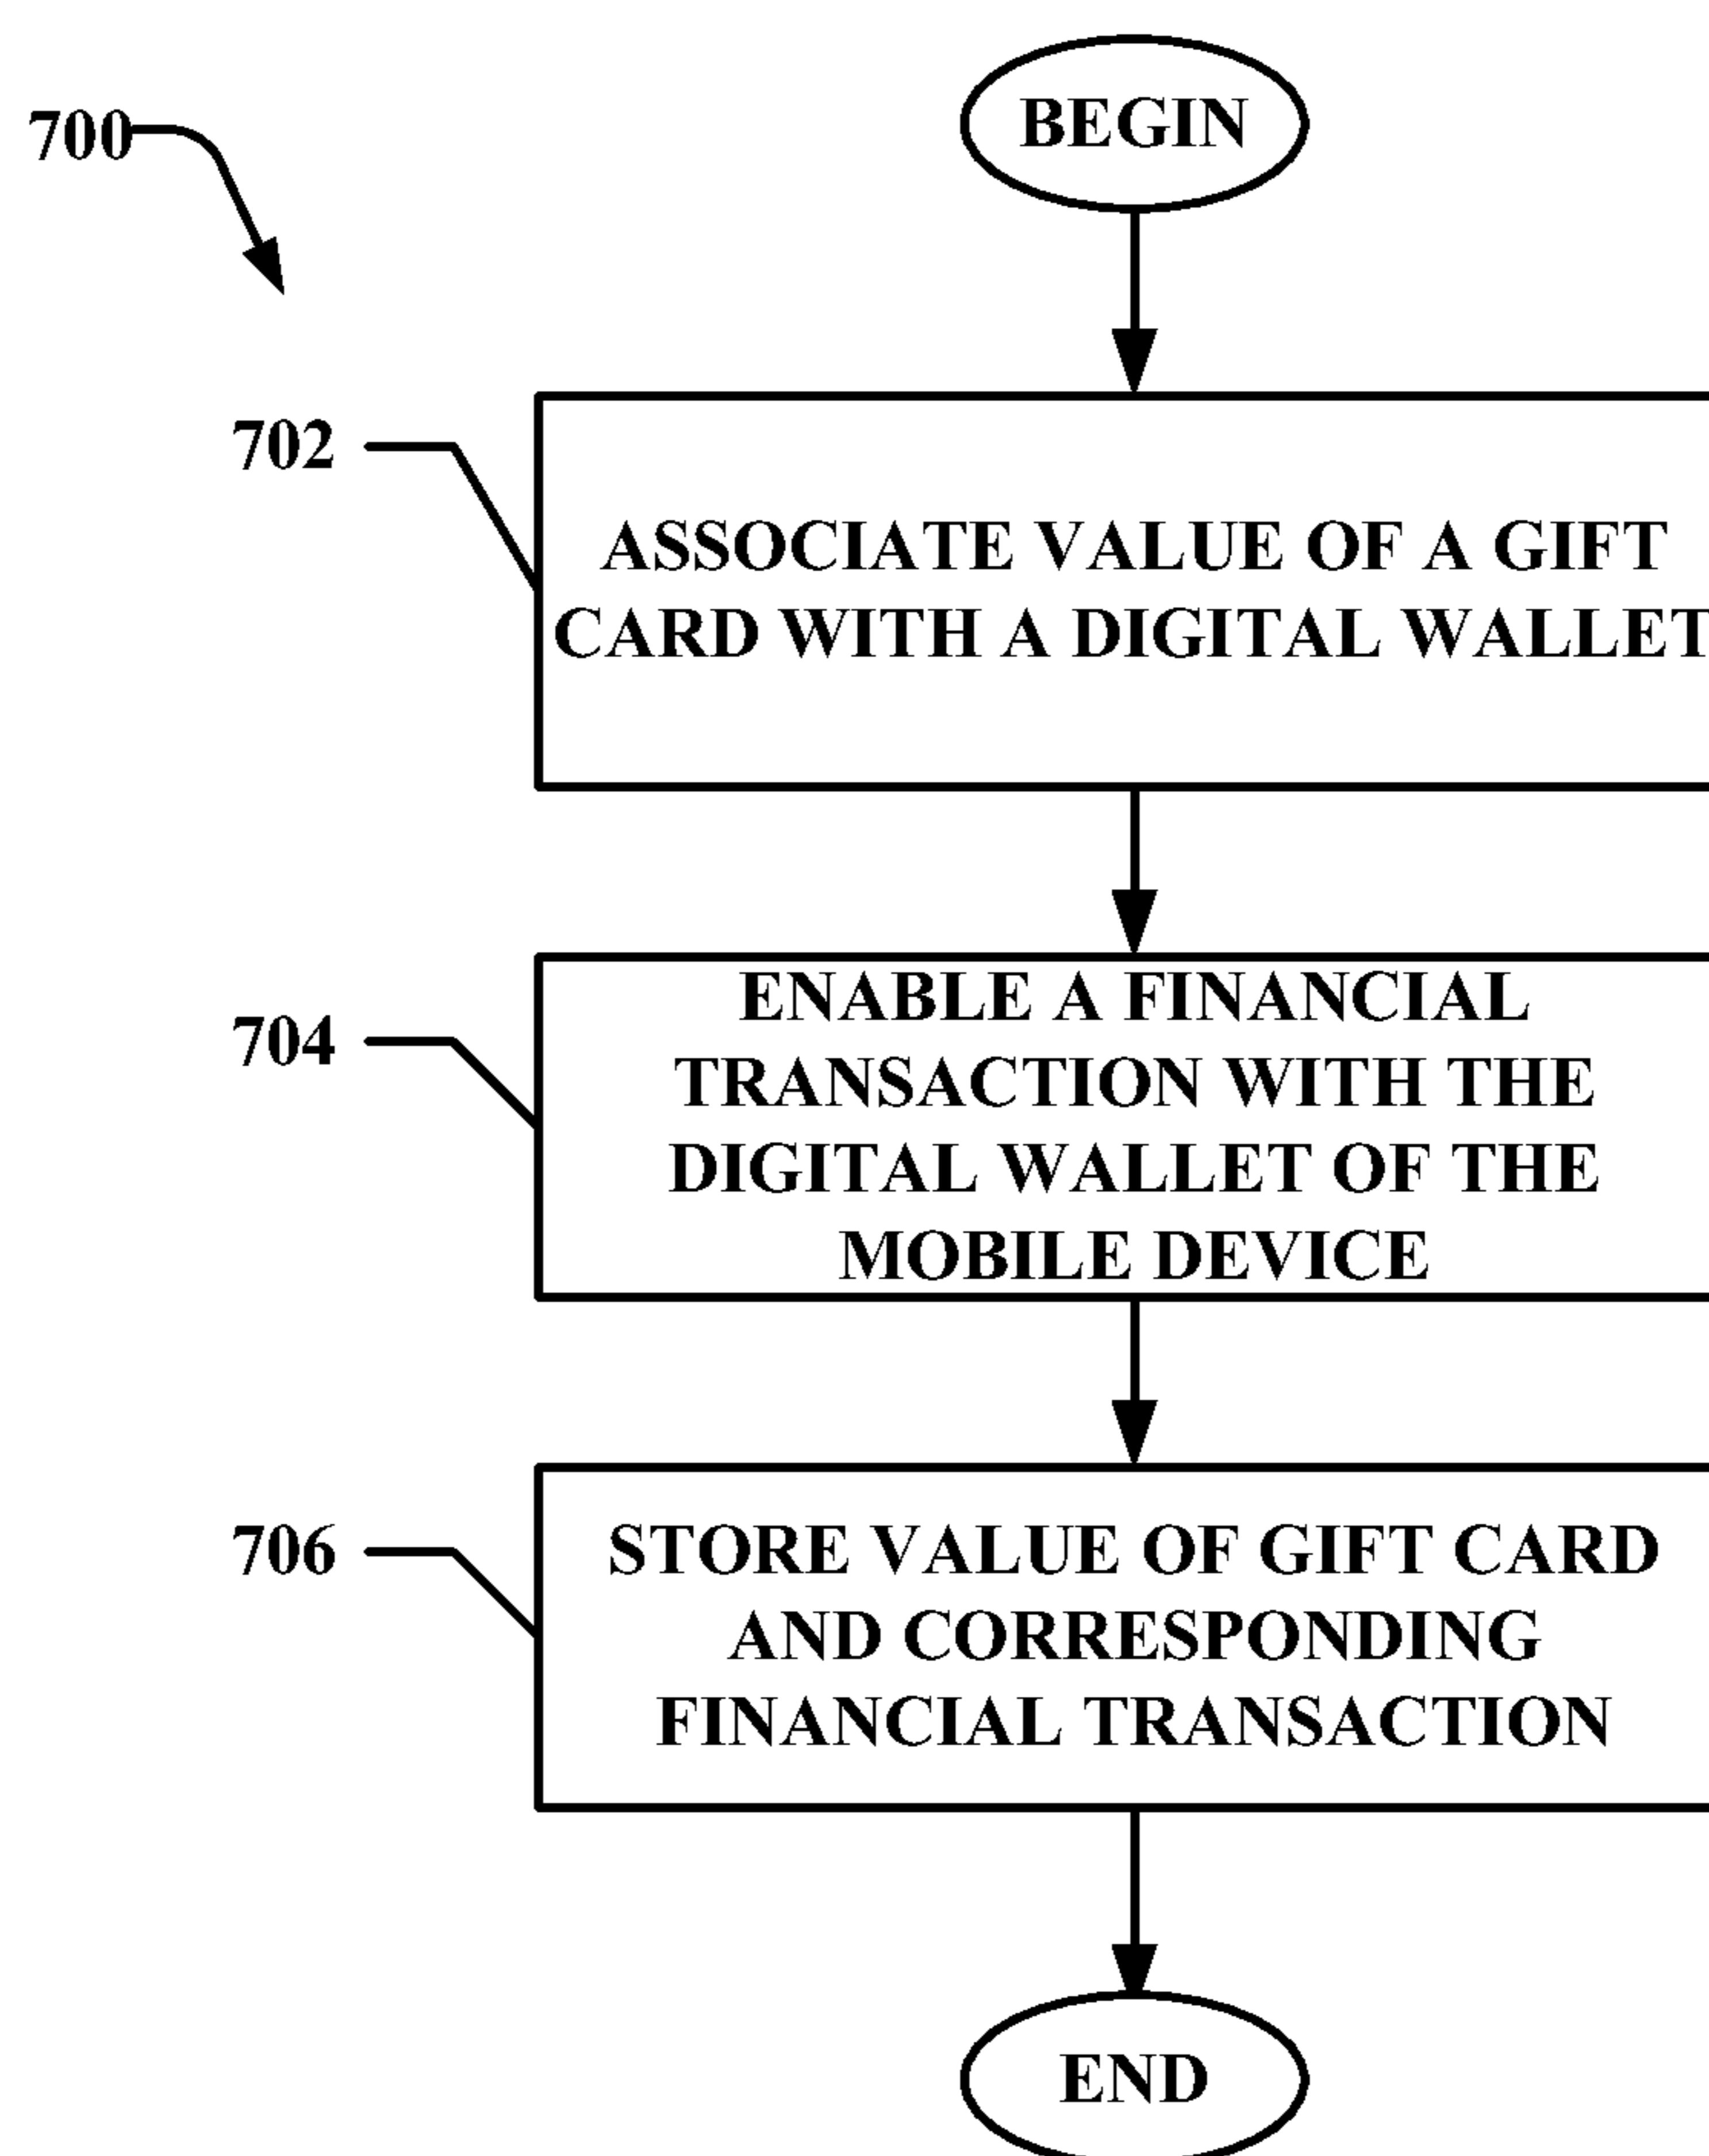 700
BEGIN
702
ASSOCIATE VALUE OF A GIFT
CARD WITH A DIGITAL WALLET
704
ENABLE A FINANCIAL
TRANSACTION WITH THE
DIGITAL WALLET OF THE
MOBILE DEVICE
706
STORE VALUE OF GIFT CARD
AND CORRESPONDING
FINANCIAL TRANSACTION
END